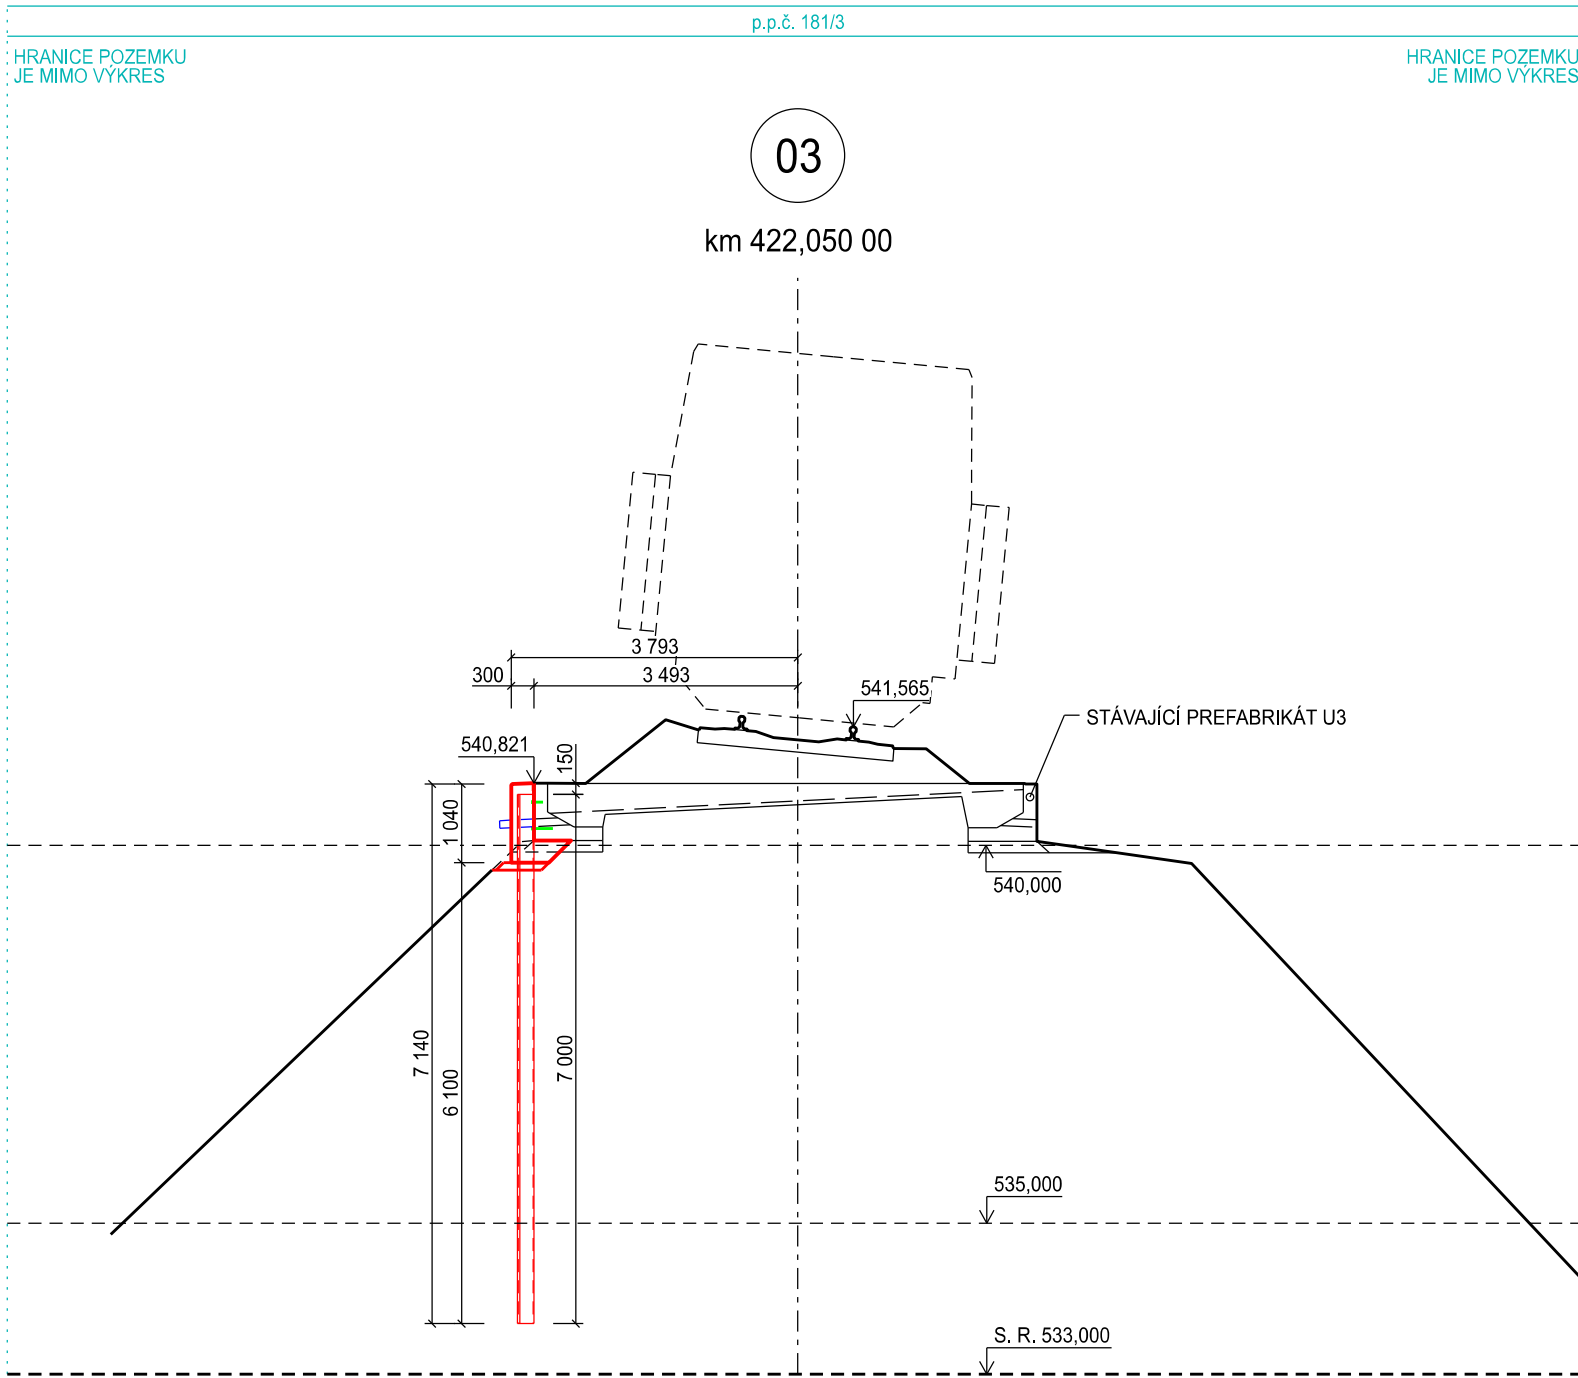 p.p.č. 181/3
HRANICE POZEMKU
JE MIMO VÝKRES
HRANICE POZEMKU
JE MIMO VÝKRES
03
km 422,050 00
3 793
300
3 493
541,565
STÁVAJÍCÍ PREFABRIKÁT U3
540,821
150
1 040
540,000
7 140
6 100
7 000
535,000
S. R. 533,000